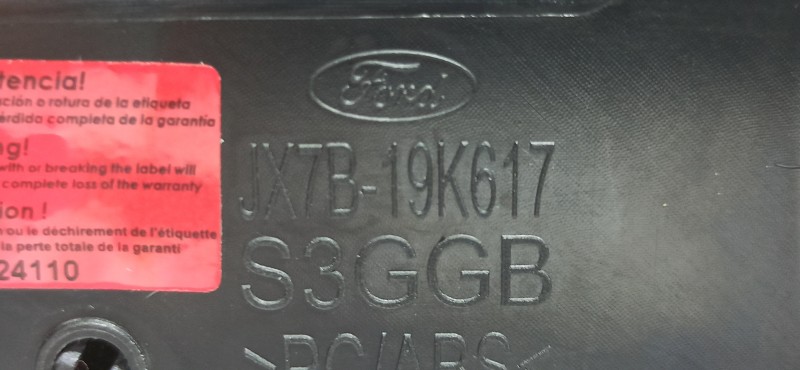 tencia!
ción o rotura de la etiqueta
érdida completa de la garantía
ng!
with or breaking the label will
complete loss of the warranty
ion !
n ou le déchirement de l'étiquette
la perte totale de la garanti
24110
Ford
JX7B-19K617
S3GGB
>PC/ABS<